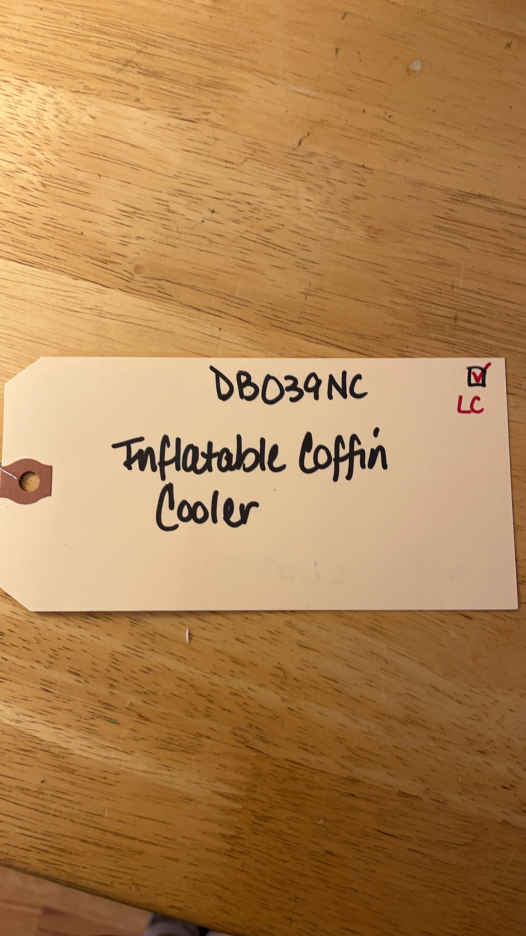 DB039NC
LC
Inflatable Coffin
Cooler